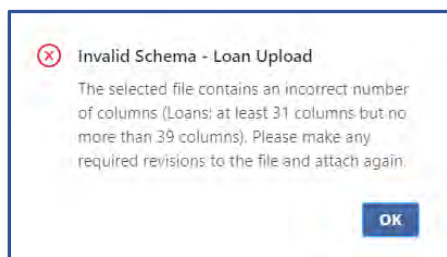 Invalid Schema - Loan Upload
The selected file contains an incorrect number
of columns (Loans: at least 31 columns but no
more than 39 columns). Please make any
required revisions to the file and attach again.
OK